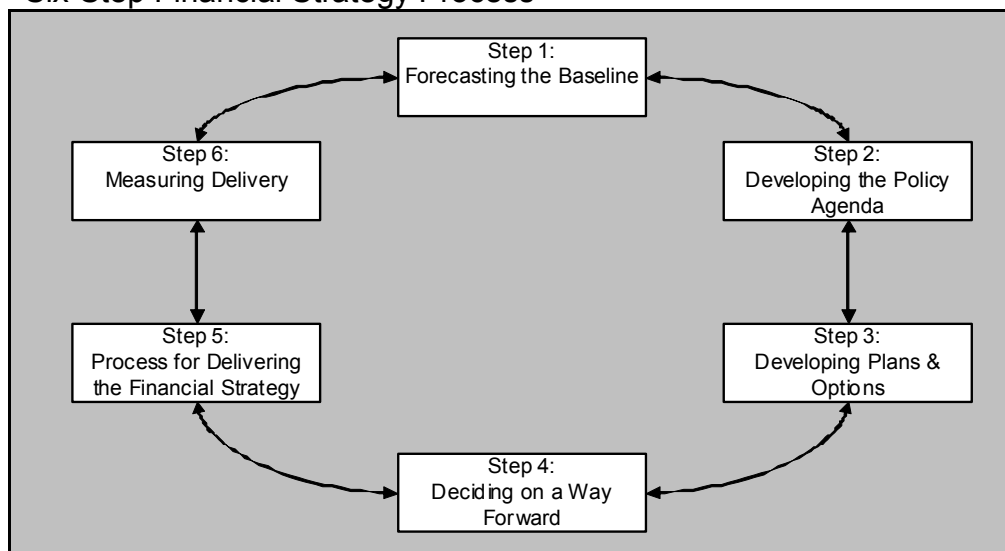 Six Step Financial Strategy Process
Step 1:
Forecasting the Baseline
Step 2:
Developing the Policy
Agenda
Step 3:
Developing Plans &
Options
Step 4:
Deciding on a Way
Forward
Step 5:
Process for Delivering
the Financial Strategy
Step 6:
Measuring Delivery